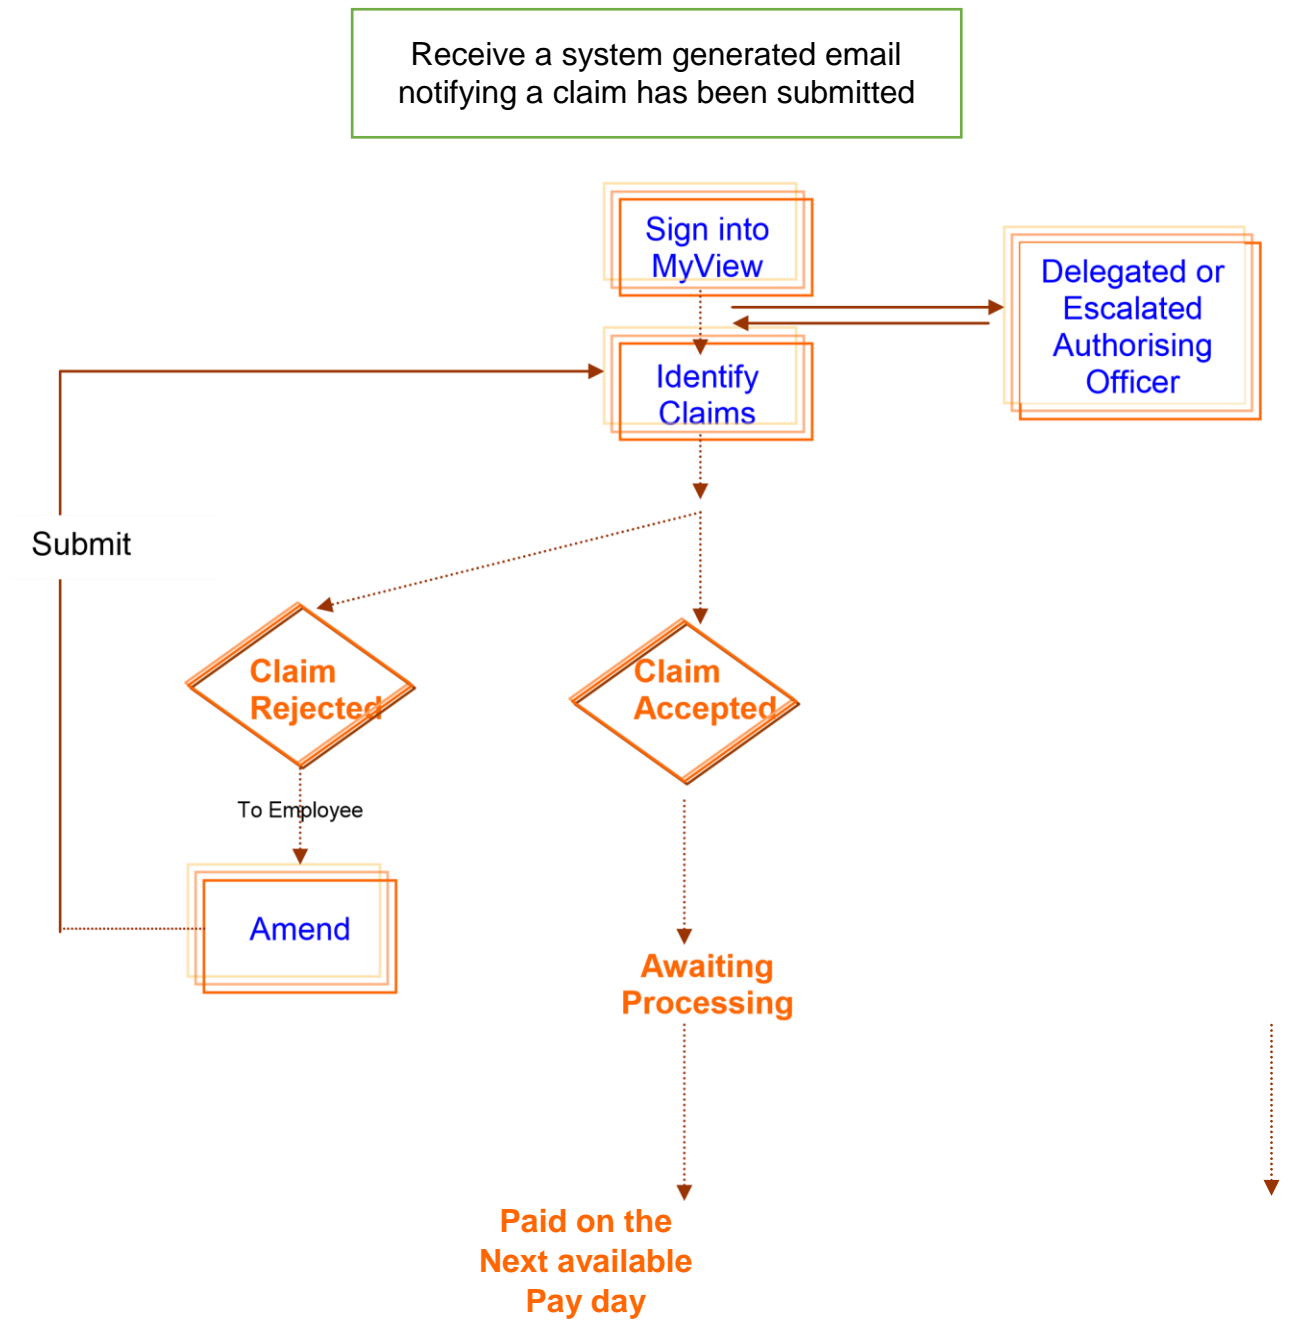 Receive a system generated email
notifying a claim has been submitted
Sign into
MyView
Delegated or
Escalated
Authorising
Officer
Identify
Claims
Submit
Claim
Rejected
Claim
Accepted
To Employee
Amend
Awaiting
Processing
Paid on the
Next available
Pay day